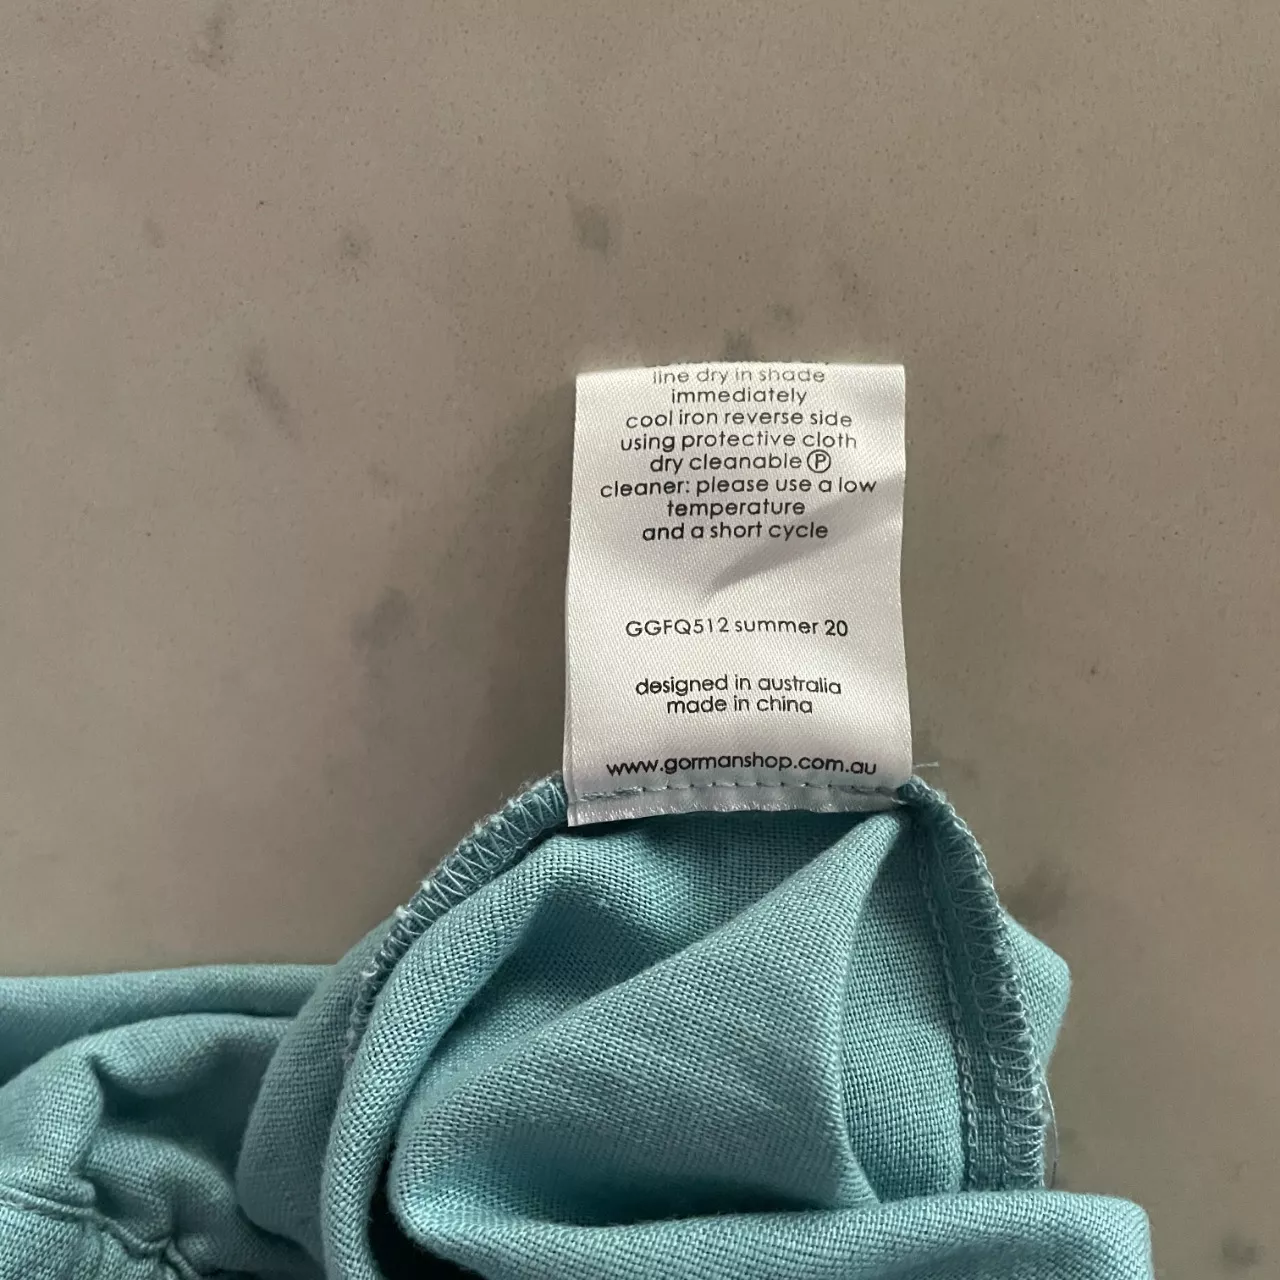 line dry in shade
immediately
cool iron reverse side
using protective cloth
dry cleanable Ⓟ
cleaner: please use a low
temperature
and a short cycle
GGFQ512 summer 20
designed in australia
made in china
www.gormanshop.com.au